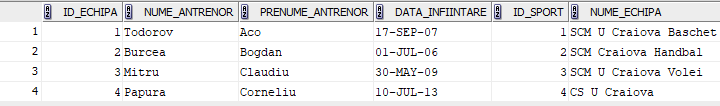 ID_ECHIPA NUME_ANTRENOR PRENUME_ANTRENOR DATA_INFIINTARE ID_SPORT NUME_ECHIPA
1 1 Todorov Aco 17-SEP-07 1 SCM U Craiova Baschet
2 2 Burcea Bogdan 01-JUL-06 2 SCM Craiova Handbal
3 3 Mitru Claudiu 30-MAY-09 3 SCM U Craiova Volei
4 4 Papura Corneliu 10-JUL-13 4 CS U Craiova